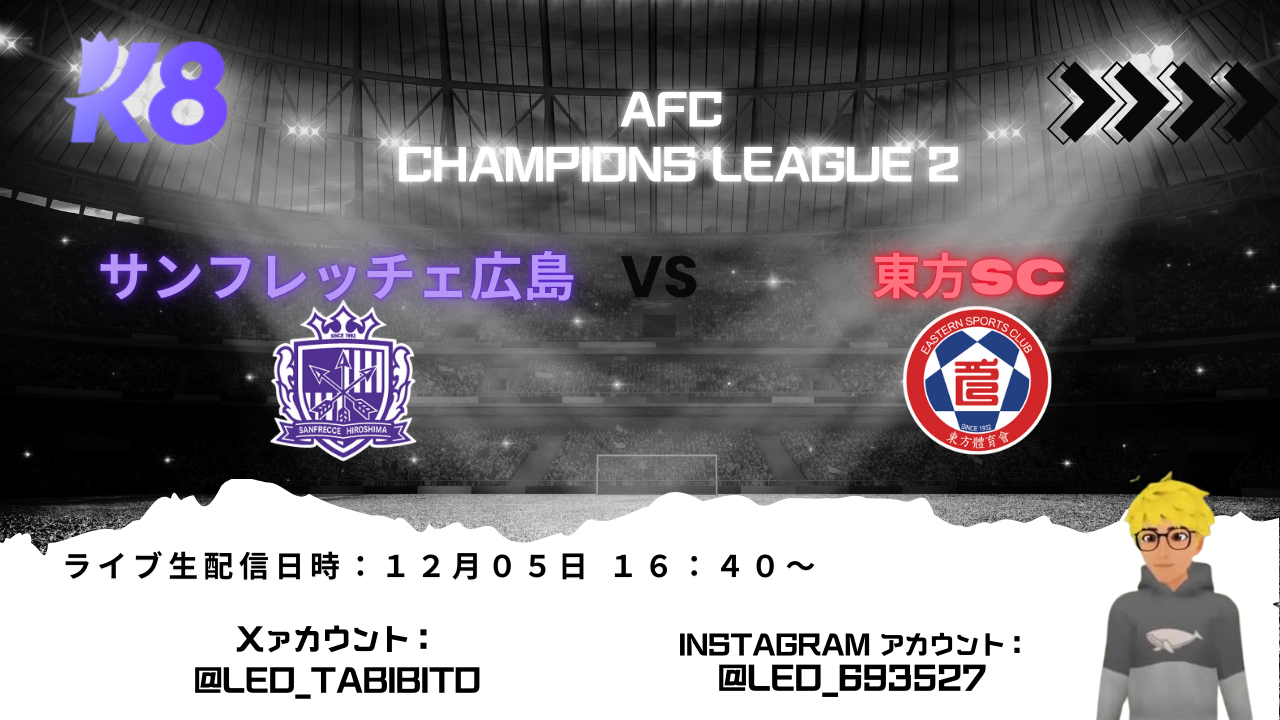 K8
AFC
CHAMPIONS LEAGUE 2
サンフレッチェ広島 VS 東方SC
SINCE 1992
SANFRECCE HIROSHIMA
EASTERN SPORTS CLUB
SINCE 1932
東方體育會
ライブ生配信日時：１２月０５日 １６：４０～
Xァカウント：
@LEO_TABIBITO
INSTAGRAM アカウント：
@LEO_693527